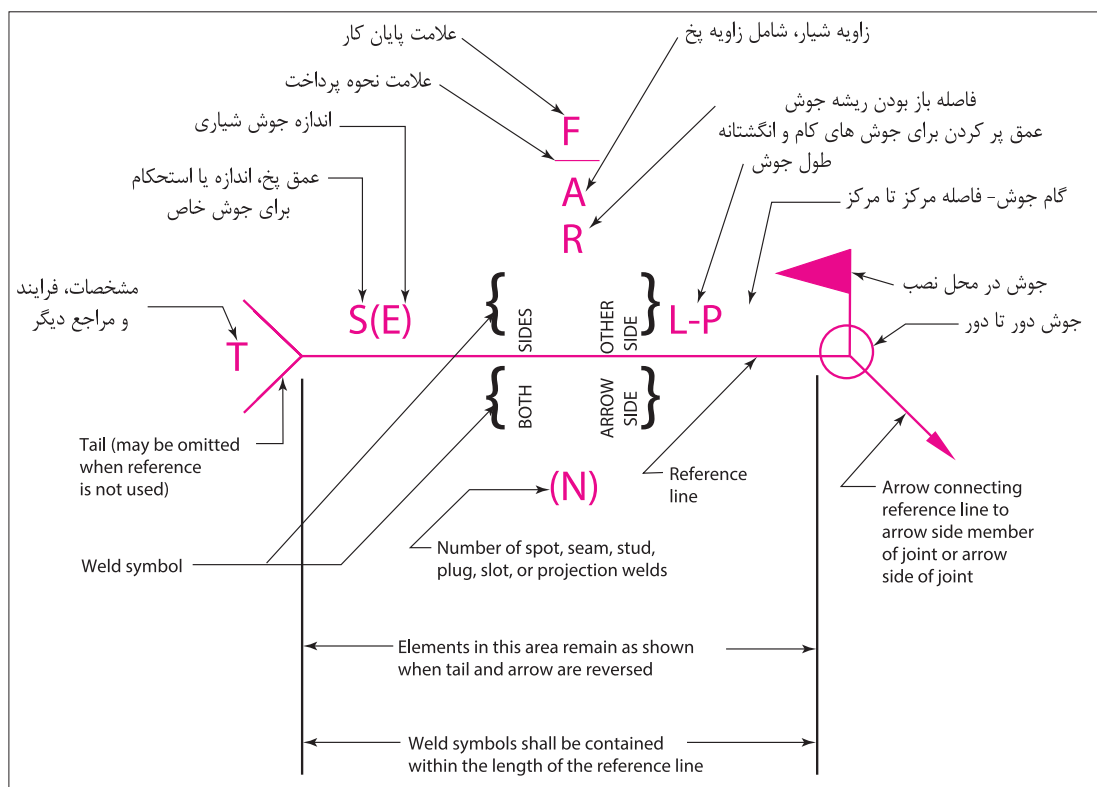 علامت پایان کار
زاویه شیار، شامل زاویه پخ
علامت نحوه پرداخت
فاصله باز بودن ریشه جوش
اندازه جوش شیاری
F
عمق پر کردن برای جوش های کام و انگشتانه
طول جوش
عمق پخ، اندازه یا استحکام
برای جوش خاص
A
گام جوش- فاصله مرکز تا مرکز
R
مشخصات، فرایند
و مراجع دیگر
جوش در محل نصب
جوش دور تا دور
T
S(E)
{
SIDES
OTHER
SIDE
}
L-P
{
BOTH
ARROW
SIDE
}
Tail (may be omitted
when reference
is not used)
(N)
Reference
line
Arrow connecting
reference line to
arrow side member
of joint or arrow
side of joint
Weld symbol
Number of spot, seam, stud,
plug, slot, or projection welds
Elements in this area remain as shown
when tail and arrow are reversed
Weld symbols shall be contained
within the length of the reference line